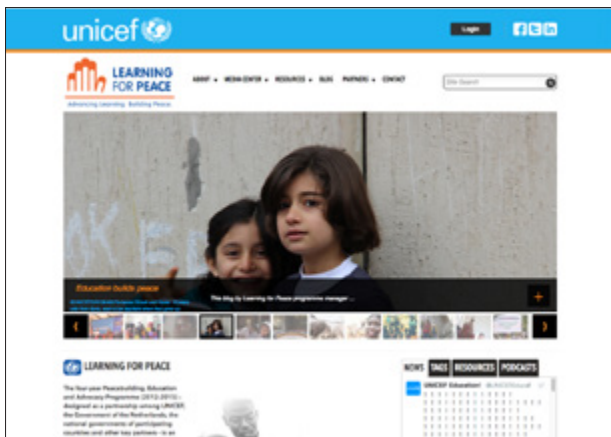 unicef
Login
LEARNING
FOR PEACE
Advancing Learning. Building Peace.
ABOUT MEDIA CENTER RESOURCES BLOG PARTNERS CONTACT
Site Search
Education builds peace
This blog by Learning for Peace programme manager ...
LEARNING FOR PEACE
The four-year Peacebuilding, Education
and Advocacy Programme (2012-2015) -
designed as a partnership among UNICEF,
the Government of the Netherlands, the
national governments of participating
countries and other key partners - is an
NEWS TAGS RESOURCES PODCASTS
UNICEF Education